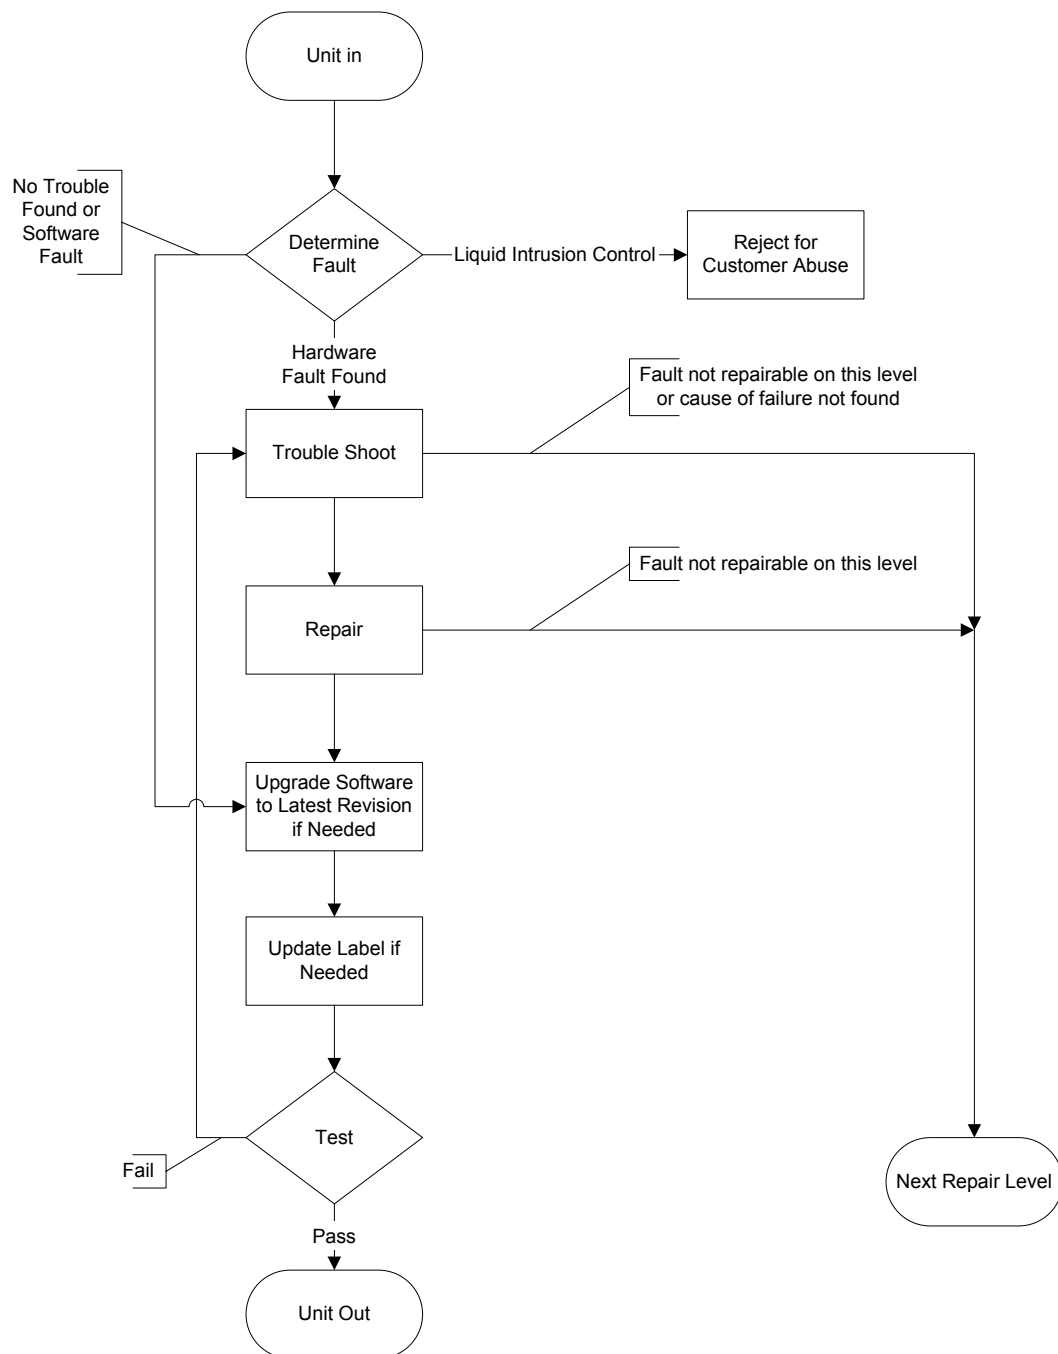 Unit in
No Trouble
Found or
Software
Fault
Determine
Fault
Liquid Intrusion Control
Reject for
Customer Abuse
Hardware
Fault Found
Fault not repairable on this level
or cause of failure not found
Trouble Shoot
Fault not repairable on this level
Repair
Upgrade Software
to Latest Revision
if Needed
Update Label if
Needed
Test
Fail
Next Repair Level
Pass
Unit Out